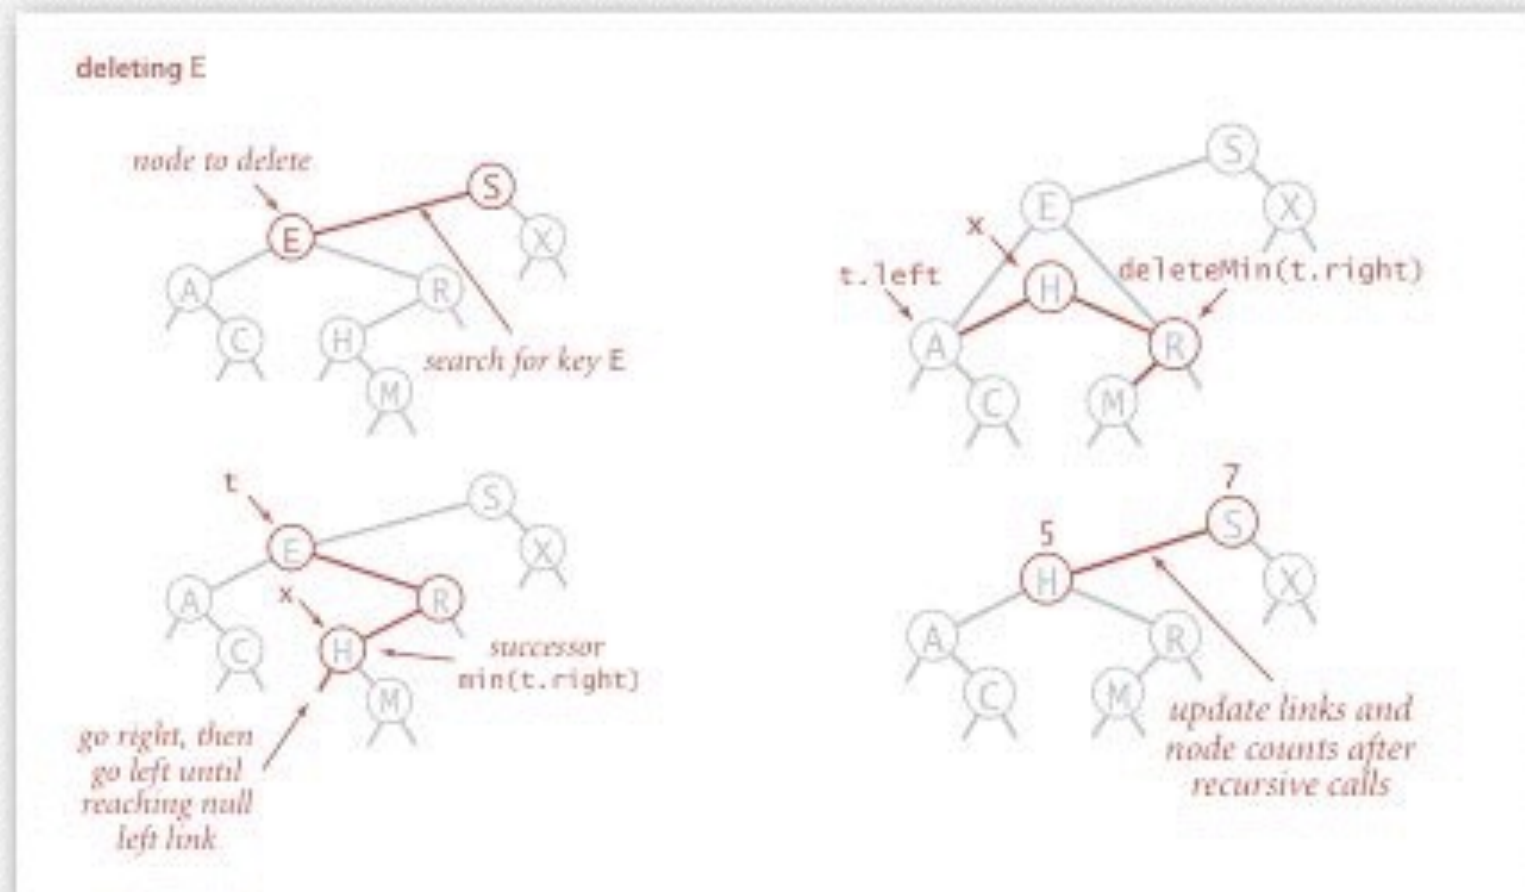 deleting E
node to delete
S
E
X
A
R
C
H
search for key E
M
t
S
E
X
A
x
R
C
H
successor
min(t.right)
M
go right, then
go left until
reaching null
left link
S
E
X
x
t.left
H
deleteMin(t.right)
A
R
C
M
7
5
S
H
X
A
R
C
M
update links and
node counts after
recursive calls